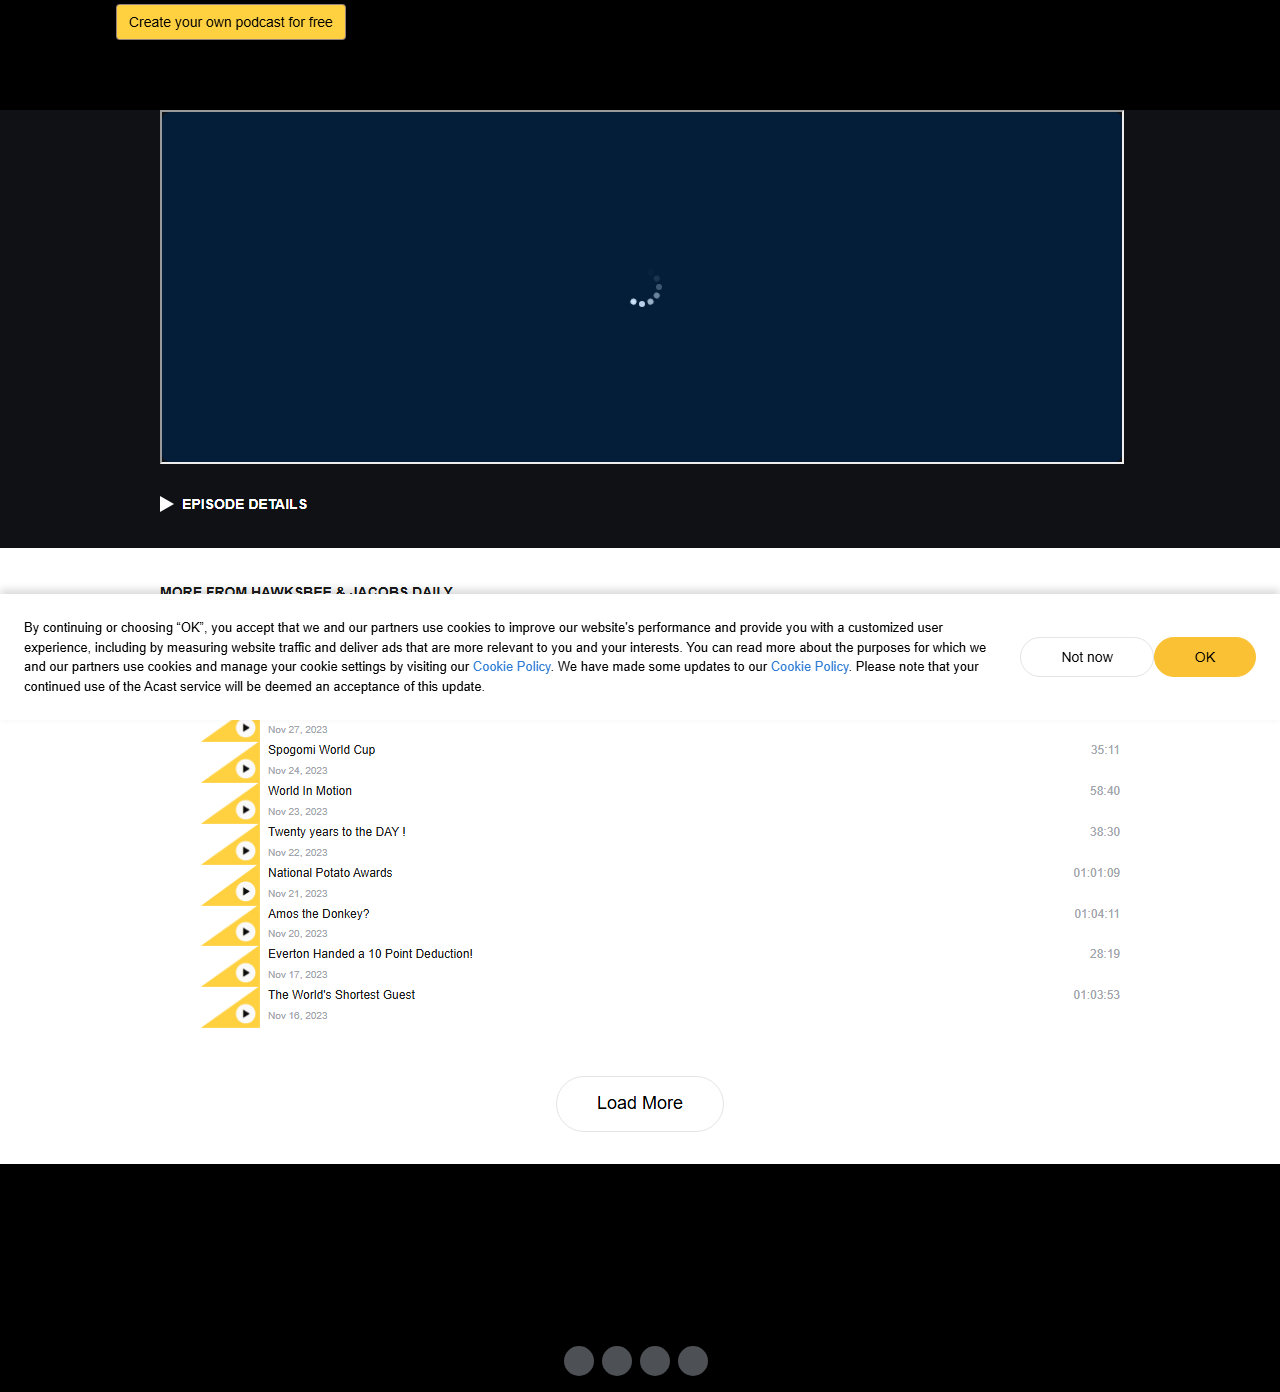 Create your own podcast for free
EPISODE DETAILS
MORE FROM HAWKSBEE & JACOBS DAILY
By continuing or choosing “OK”, you accept that we and our partners use cookies to improve our website's performance and provide you with a customized user
experience, including by measuring website traffic and deliver ads that are more relevant to you and your interests. You can read more about the purposes for which we
and our partners use cookies and manage your cookie settings by visiting our Cookie Policy. We have made some updates to our Cookie Policy. Please note that your
continued use of the Acast service will be deemed an acceptance of this update.
Not now
OK
Nov 27, 2023
Spogomi World Cup 35:11
Nov 24, 2023
World In Motion 58:40
Nov 23, 2023
Twenty years to the DAY ! 38:30
Nov 22, 2023
National Potato Awards 01:01:09
Nov 21, 2023
Amos the Donkey? 01:04:11
Nov 20, 2023
Everton Handed a 10 Point Deduction! 28:19
Nov 17, 2023
The World's Shortest Guest 01:03:53
Nov 16, 2023
Load More